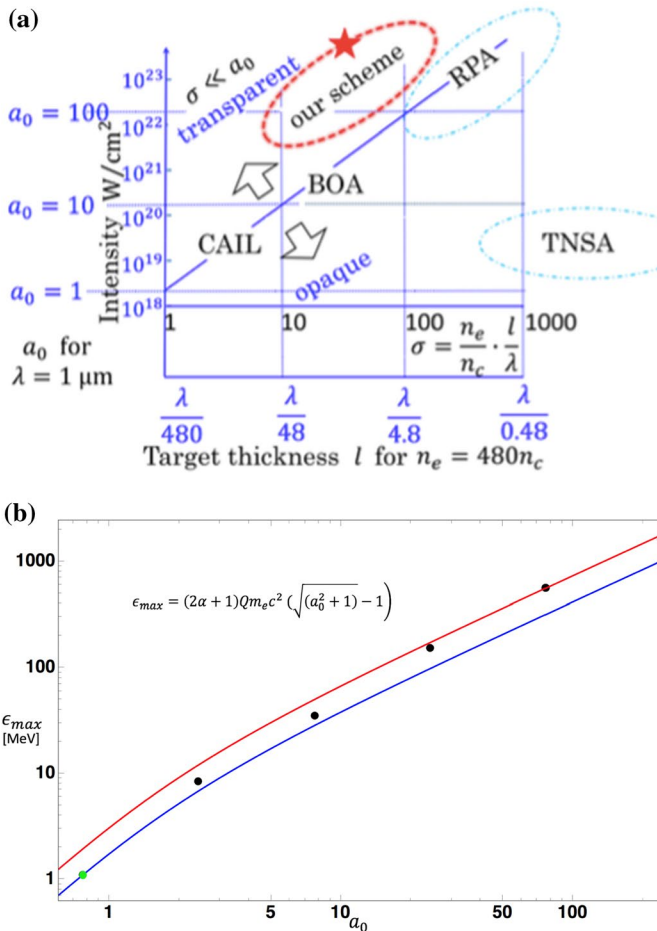 (a)
10²³
σ ≪ a₀
transparent
our scheme
RPA
a₀ = 100
10²²
10²¹
BOA
a₀ = 10
10²⁰
CAIL
TNSA
10¹⁹
opaque
a₀ = 1
10¹⁸
Intensity W/cm²
1 10 100 1000
a₀ for
λ = 1 μm
σ = nₑ/n꜀ · l/λ
λ/480 λ/48 λ/4.8 λ/0.48
Target thickness l for nₑ = 480n꜀
(b)
1000
ϵₘₐₓ = (2α + 1)Qmₑc² (√(a₀² + 1) − 1)
100
ϵₘₐₓ
[MeV]
10
1
1 5 10 50 100
a₀